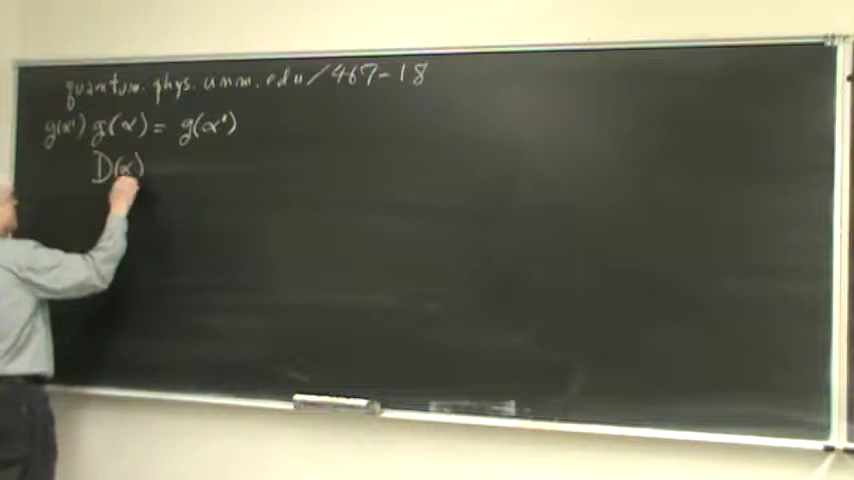 quantum.phys.unm.edu/467-18
g(α') g(α) = g(α")
D(α)